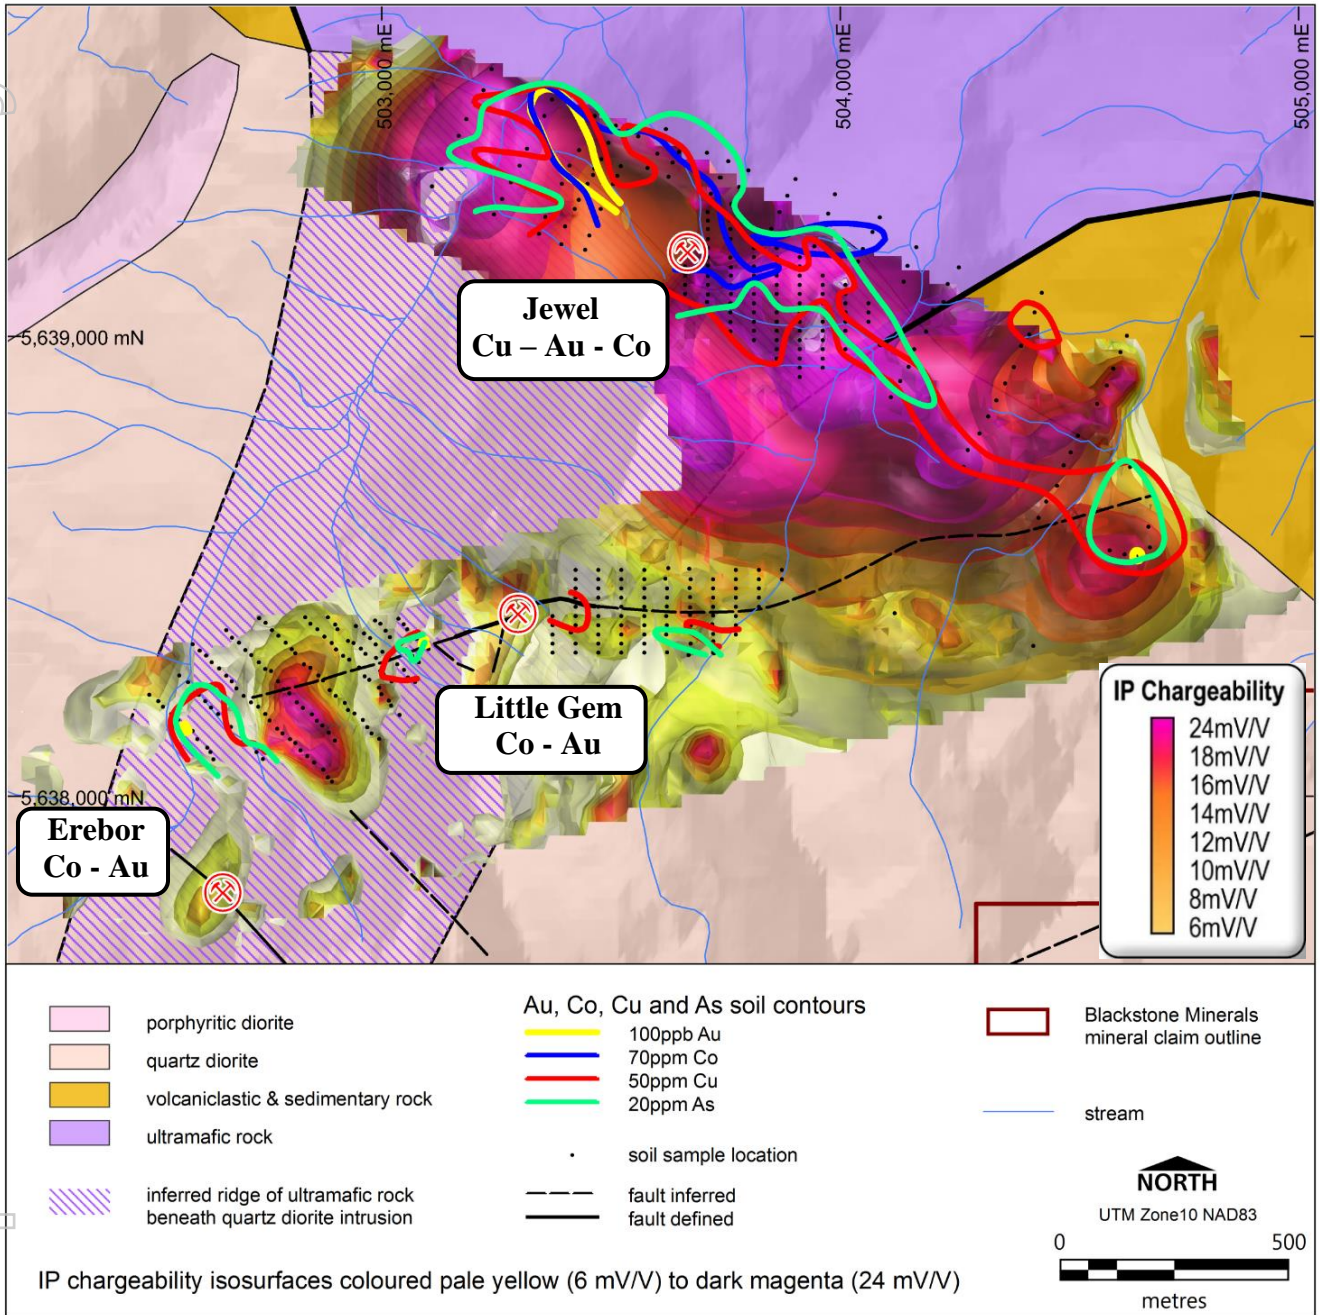 503,000 mE
504,000 mE
505,000 mE
Jewel
Cu – Au - Co
5,639,000 mN
Little Gem
Co - Au
5,638,000 mN
Erebor
Co - Au
IP Chargeability
24mV/V
18mV/V
16mV/V
14mV/V
12mV/V
10mV/V
8mV/V
6mV/V
porphyritic diorite
quartz diorite
volcaniclastic & sedimentary rock
ultramafic rock
inferred ridge of ultramafic rock
beneath quartz diorite intrusion
Au, Co, Cu and As soil contours
100ppb Au
70ppm Co
50ppm Cu
20ppm As
soil sample location
fault inferred
fault defined
Blackstone Minerals
mineral claim outline
stream
NORTH
UTM Zone10 NAD83
0 500
metres
IP chargeability isosurfaces coloured pale yellow (6 mV/V) to dark magenta (24 mV/V)